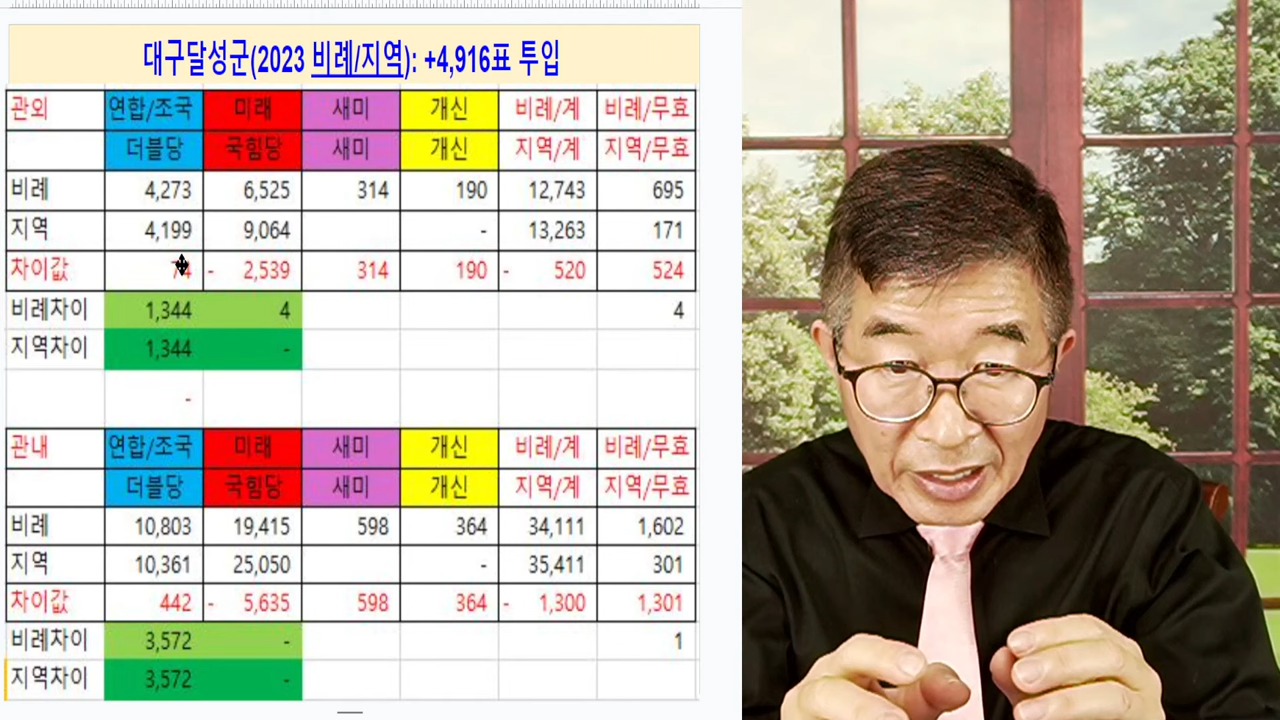 대구달성군(2023 비례/지역): +4,916표 투입
관외 연합/조국 미래 새미 개신 비례/계 비례/무효
더블당 국힘당 새미 개신 지역/계 지역/무효
비례 4,273 6,525 314 190 12,743 695
지역 4,199 9,064 - 13,263 171
차이값 74 - 2,539 314 190 - 520 524
비례차이 1,344 4 4
지역차이 1,344 -
-
관내 연합/조국 미래 새미 개신 비례/계 비례/무효
더블당 국힘당 새미 개신 지역/계 지역/무효
비례 10,803 19,415 598 364 34,111 1,602
지역 10,361 25,050 - 35,411 301
차이값 442 - 5,635 598 364 - 1,300 1,301
비례차이 3,572 - 1
지역차이 3,572 -